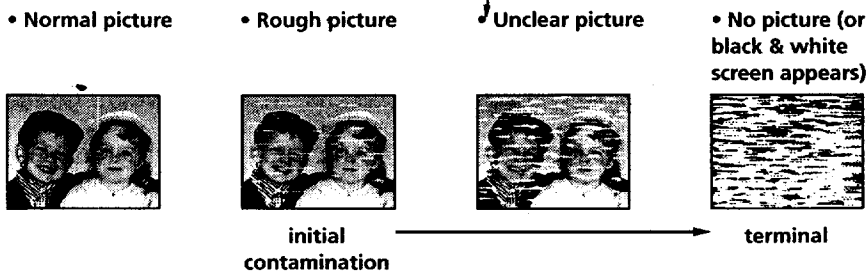 • Normal picture
• Rough picture
• Unclear picture
• No picture (or
black & white
screen appears)
initial
contamination
terminal